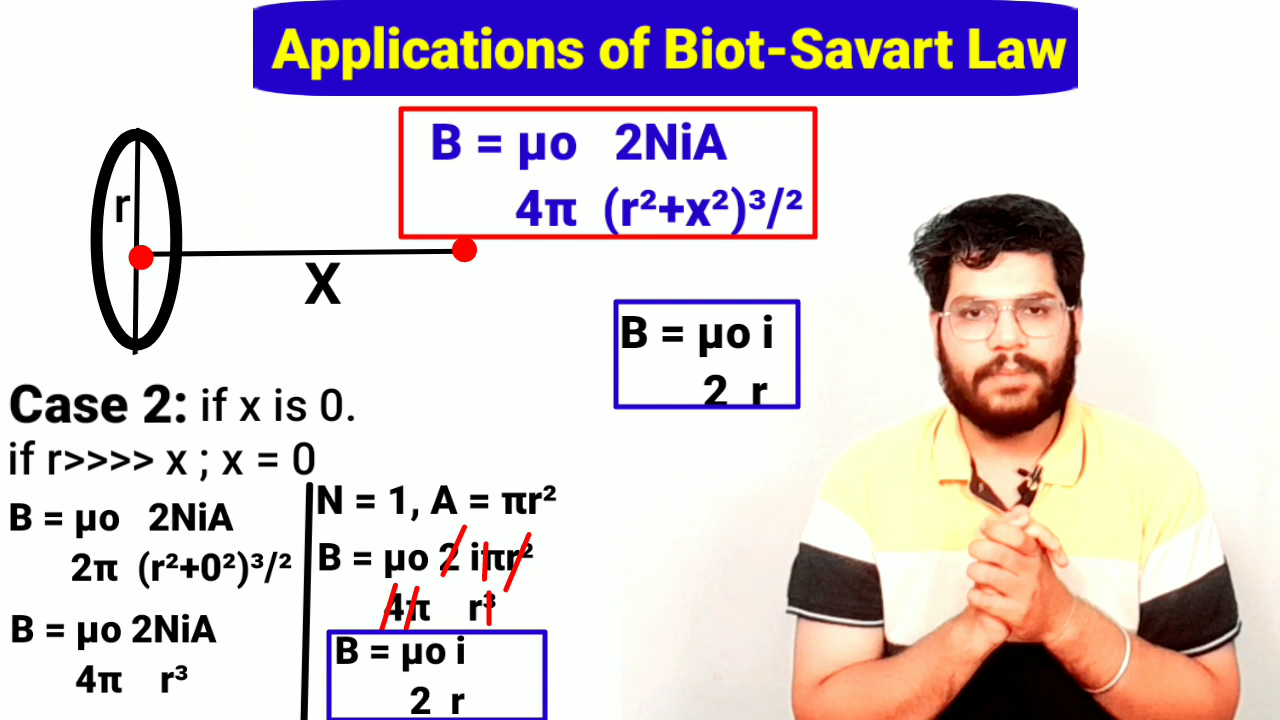 Applications of Biot-Savart Law
B = µo 2NiA
4π (r²+x²)³/²
r
X
B = µo i
2 r
Case 2: if x is 0.
if r>>>> x ; x = 0
B = µo 2NiA
2π (r²+0²)³/²
B = µo 2NiA
4π r³
N = 1, A = πr²
B = µo 2 iπr²
4π r³
B = µo i
2 r